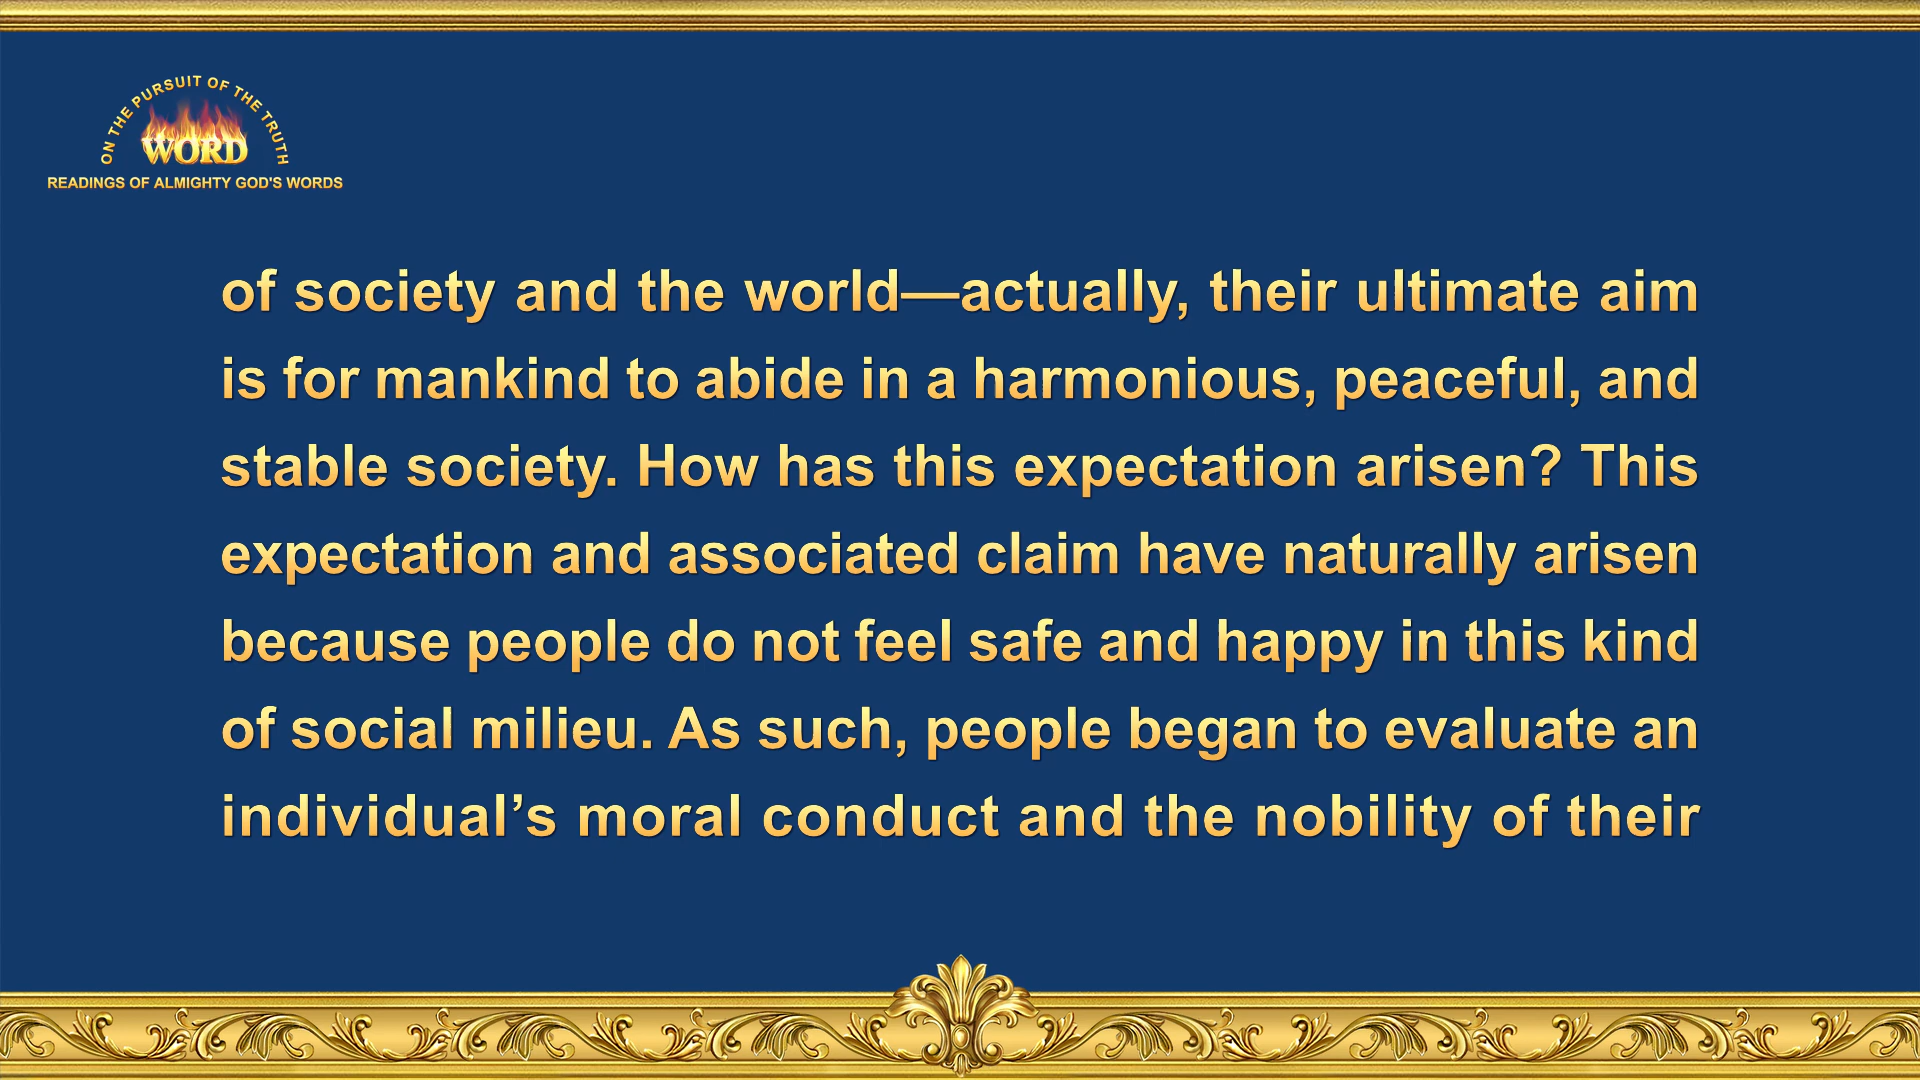 ON THE PURSUIT OF THE TRUTH
WORD
READINGS OF ALMIGHTY GOD'S WORDS
of society and the world—actually, their ultimate aim
is for mankind to abide in a harmonious, peaceful, and
stable society. How has this expectation arisen? This
expectation and associated claim have naturally arisen
because people do not feel safe and happy in this kind
of social milieu. As such, people began to evaluate an
individual’s moral conduct and the nobility of their